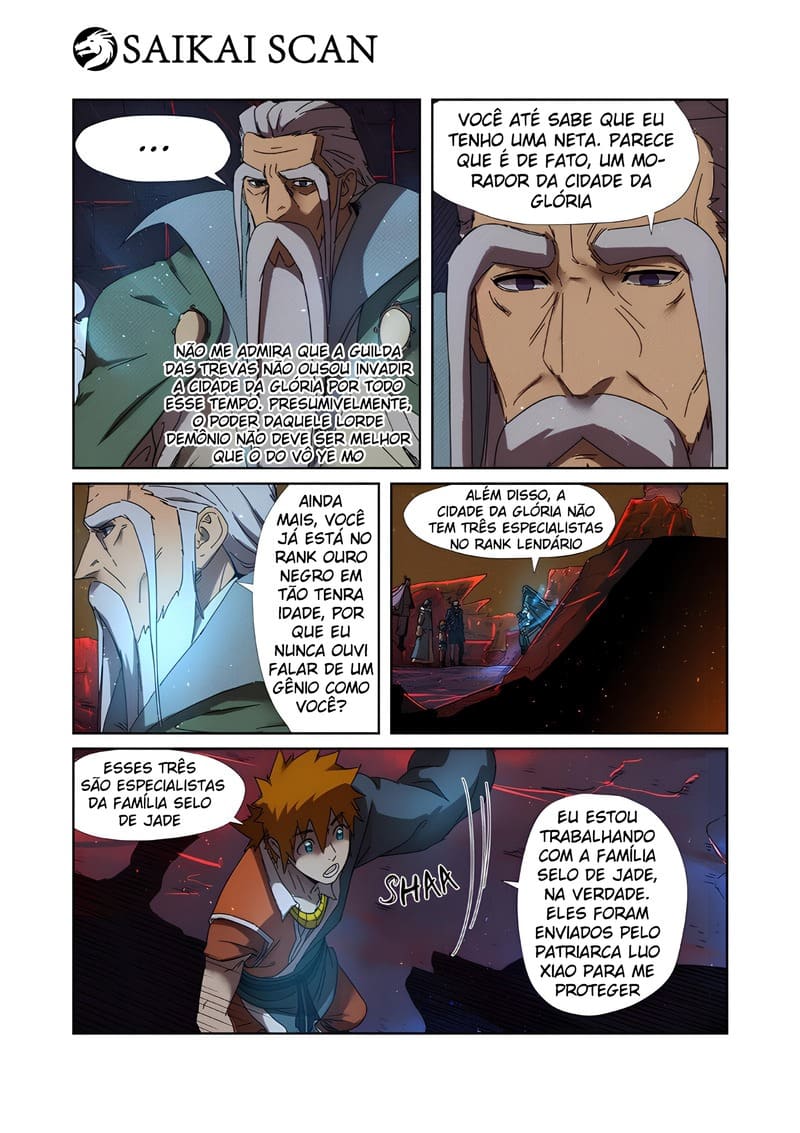 SAIKAI SCAN
...
NÃO ME ADMIRA QUE A GUILDA
DAS TREVAS NÃO OUSOU INVADIR
A CIDADE DA GLÓRIA POR TODO
ESSE TEMPO. PRESUMIVELMENTE,
O PODER DAQUELE LORDE
DEMÔNIO NÃO DEVE SER MELHOR
QUE O DO VÔ YE MO
VOCÊ ATÉ SABE QUE EU
TENHO UMA NETA. PARECE
QUE É DE FATO, UM MO-
RADOR DA CIDADE DA
GLÓRIA
AINDA
MAIS, VOCÊ
JÁ ESTÁ NO
RANK OURO
NEGRO EM
TÃO TENRA
IDADE, POR
QUE EU
NUNCA OUVI
FALAR DE UM
GÊNIO COMO
VOCÊ?
ALÉM DISSO, A
CIDADE DA GLÓRIA NÃO
TEM TRÊS ESPECIALISTAS
NO RANK LENDÁRIO
ESSES TRÊS
SÃO ESPECIALISTAS
DA FAMÍLIA SELO
DE JADE
SHAA
EU ESTOU
TRABALHANDO
COM A FAMÍLIA
SELO DE JADE,
NA VERDADE.
ELES FORAM
ENVIADOS PELO
PATRIARCA LUO
XIAO PARA ME
PROTEGER